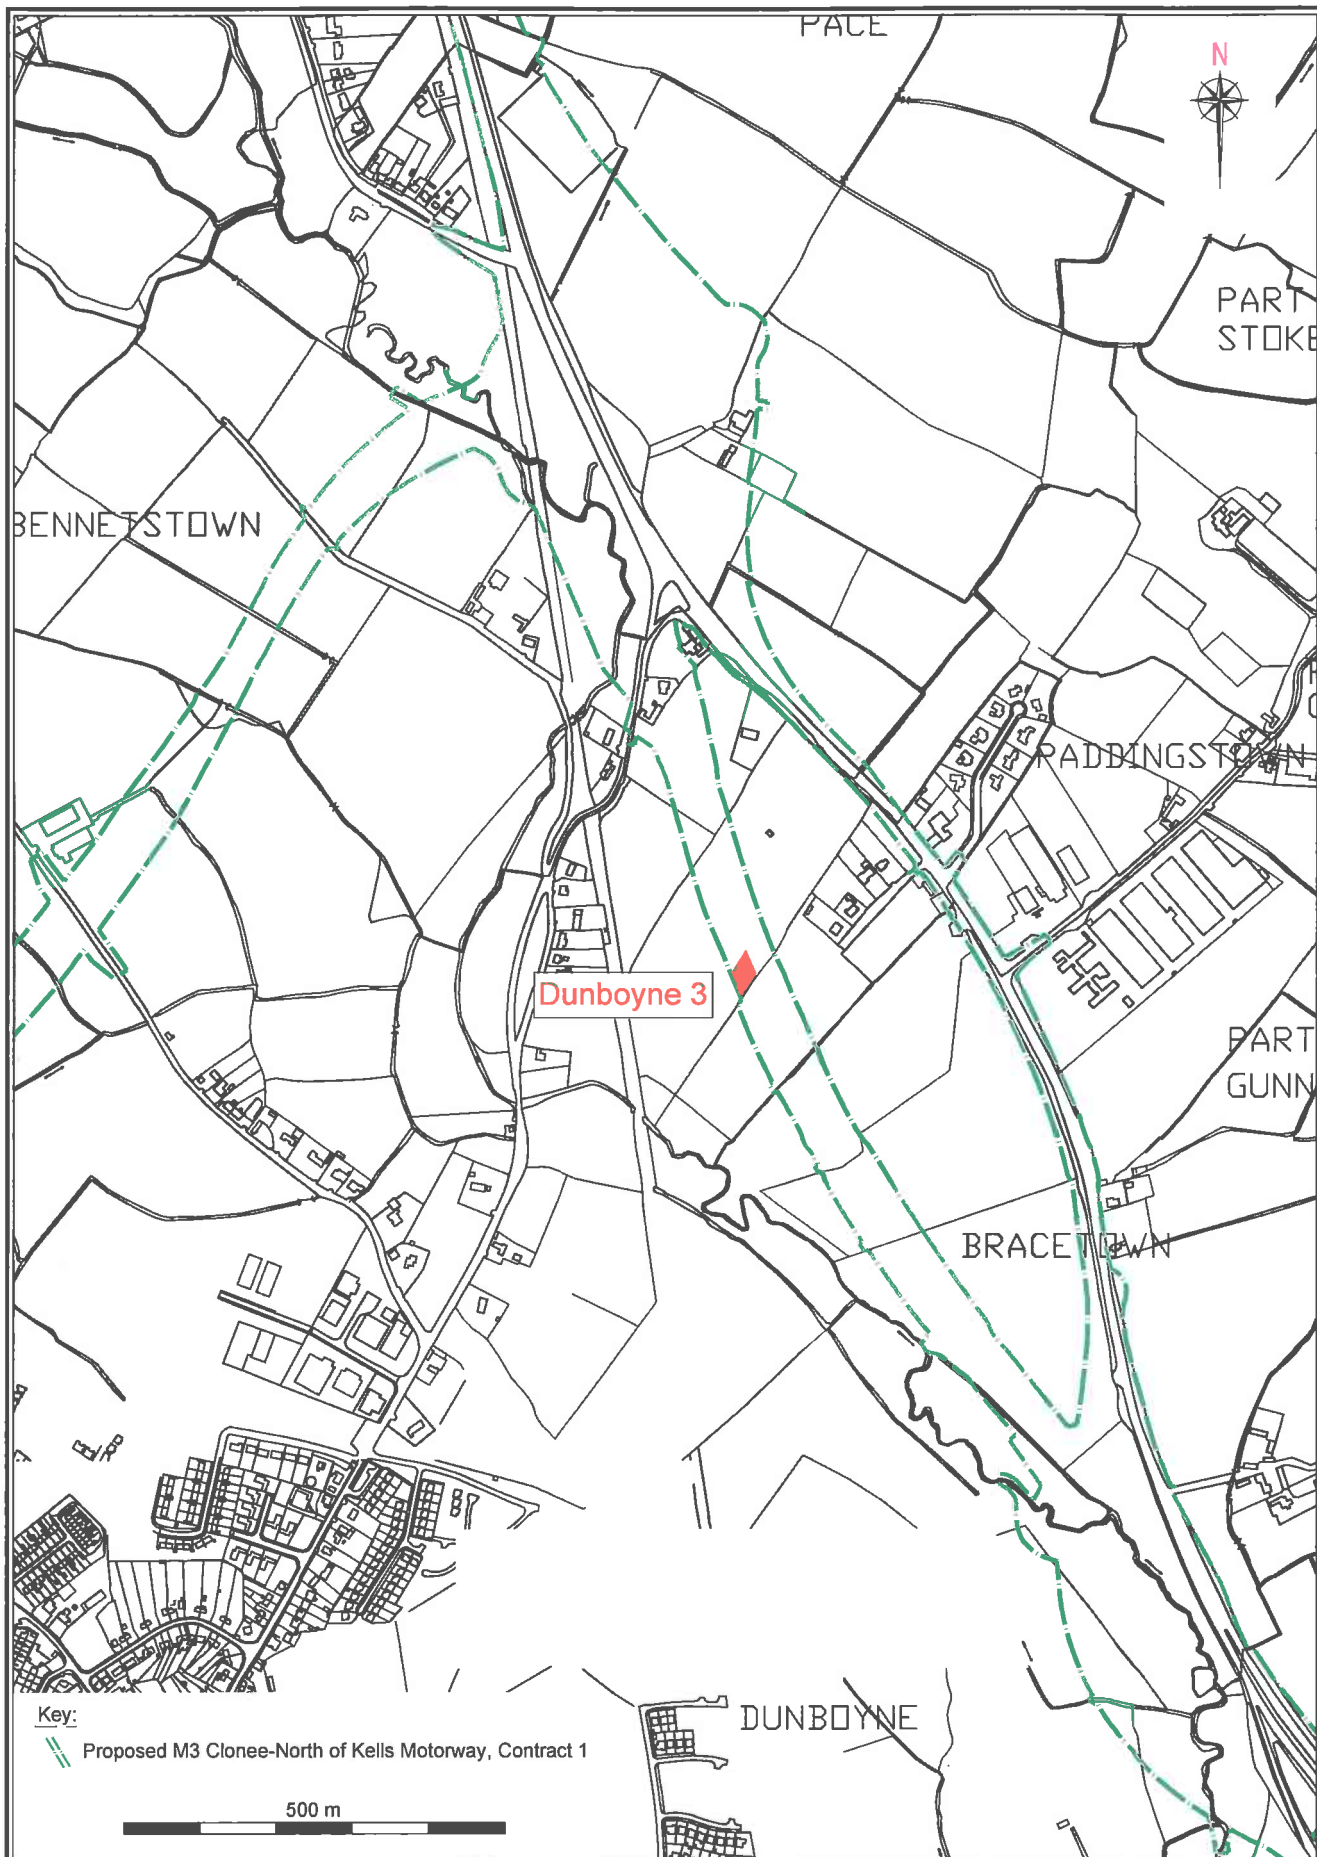 PACE
N
PART
STOKE
BENNETSTOWN
PADDINGSTOWN
Dunboyne 3
PART
GUNN
BRACETOWN
DUNBOYNE
Key:
Proposed M3 Clonee-North of Kells Motorway, Contract 1
500 m